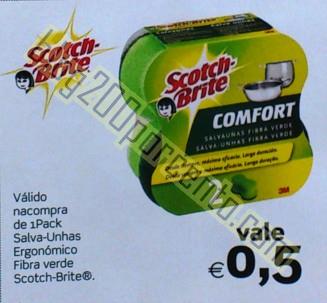 Scotch-
Brite
Scotch-
Brite
COMFORT
SALVAUÑAS FIBRA VERDE
SALVA-UNHAS FIBRA VERDE
3M
Válido
nacompra
de 1Pack
Salva-Unhas
Ergonómico
Fibra verde
Scotch-Brite®.
vale
€0,5